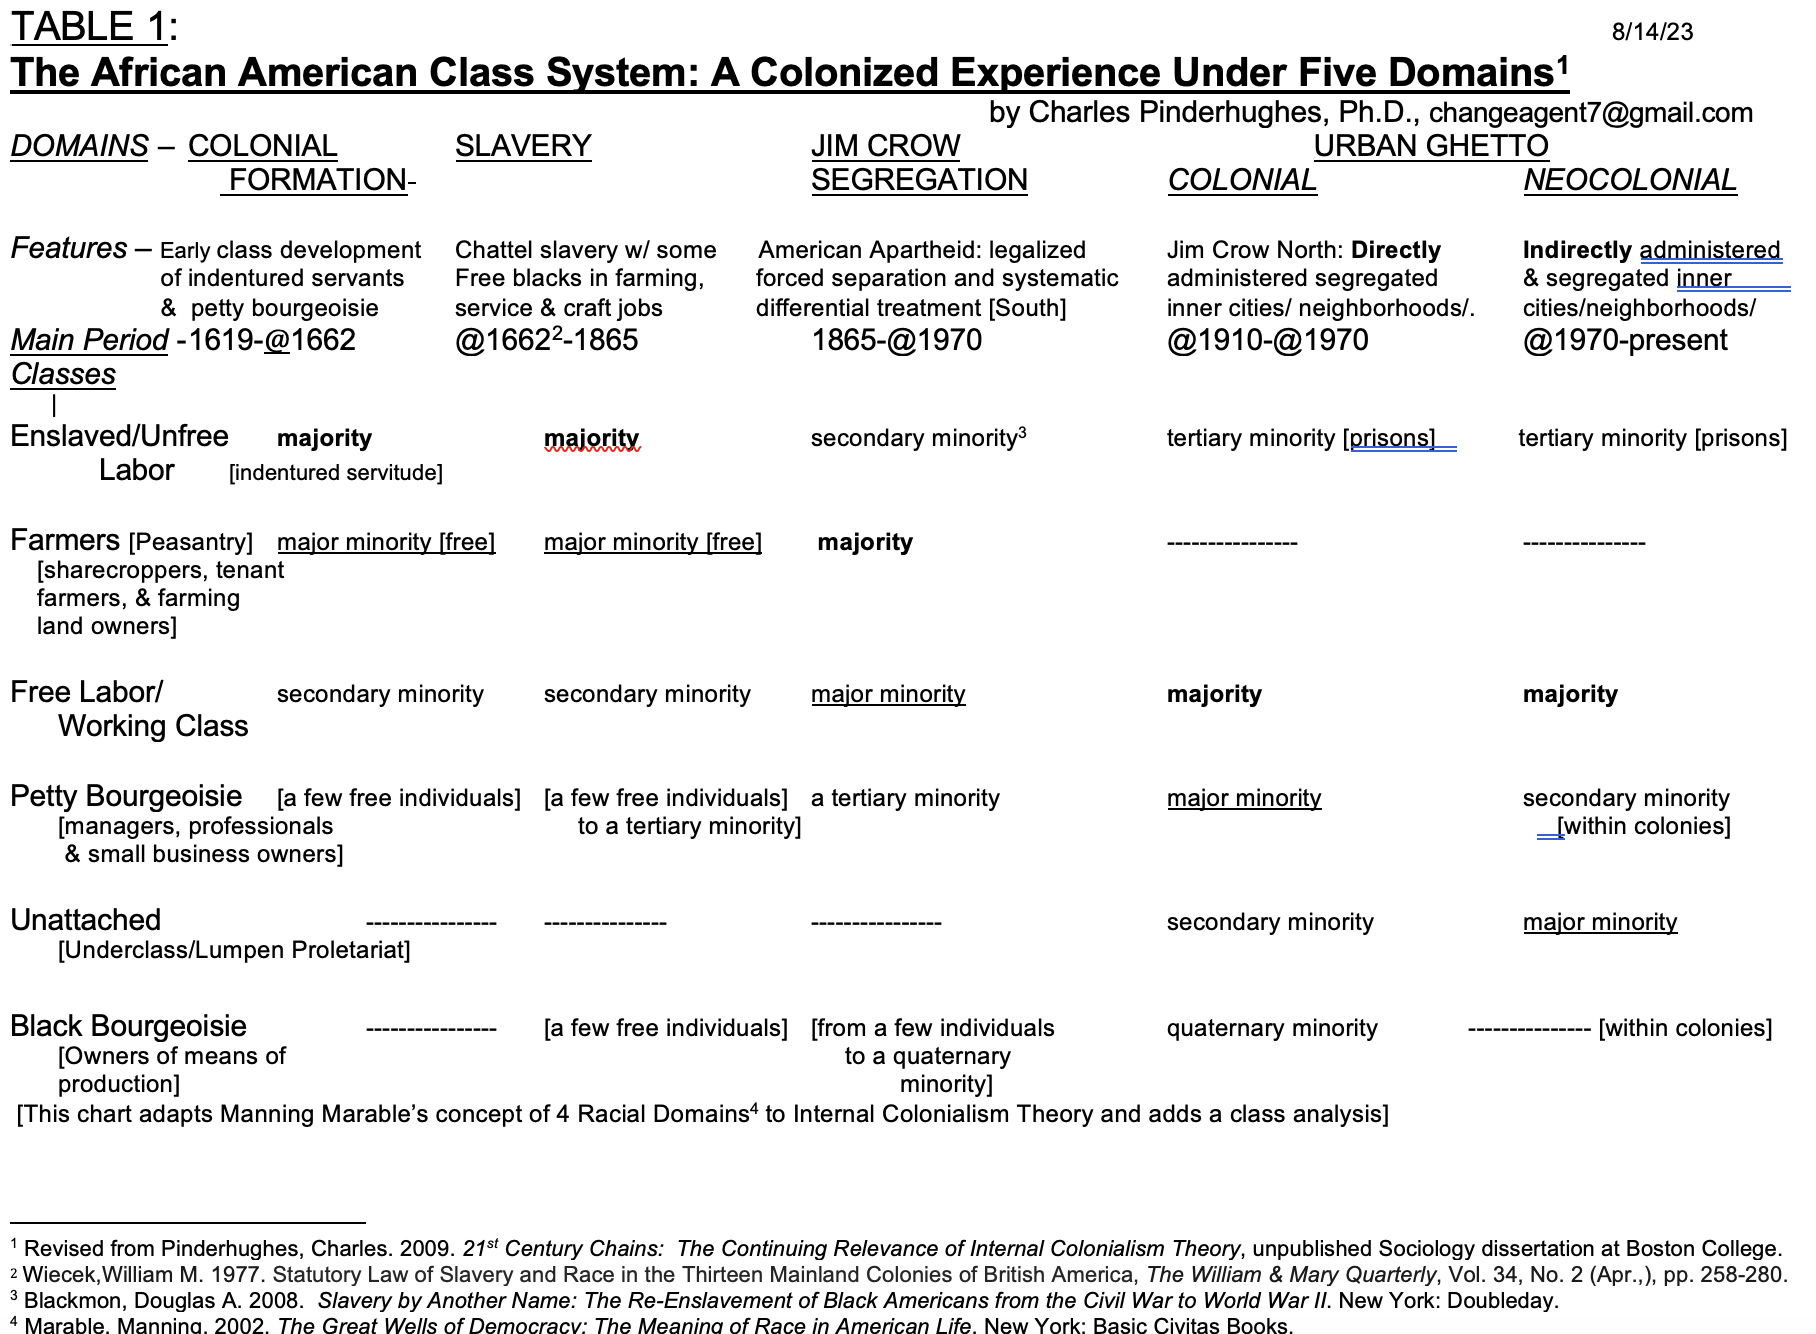 TABLE 1: 8/14/23
The African American Class System: A Colonized Experience Under Five Domains¹
by Charles Pinderhughes, Ph.D., changeagent7@gmail.com
DOMAINS – COLONIAL SLAVERY JIM CROW URBAN GHETTO
FORMATION- SEGREGATION COLONIAL NEOCOLONIAL
Features – Early class development Chattel slavery w/ some American Apartheid: legalized Jim Crow North: Directly Indirectly administered
of indentured servants Free blacks in farming, forced separation and systematic administered segregated & segregated inner
& petty bourgeoisie service & craft jobs differential treatment [South] inner cities/ neighborhoods/. cities/neighborhoods/
Main Period -1619-@1662 @1662²-1865 1865-@1970 @1910-@1970 @1970-present
Classes
|
Enslaved/Unfree majority majority secondary minority³ tertiary minority [prisons] tertiary minority [prisons]
Labor [indentured servitude]
Farmers [Peasantry] major minority [free] major minority [free] majority ---------------- ---------------
[sharecroppers, tenant
farmers, & farming
land owners]
Free Labor/ secondary minority secondary minority major minority majority majority
Working Class
Petty Bourgeoisie [a few free individuals] [a few free individuals] a tertiary minority major minority secondary minority
[managers, professionals to a tertiary minority] [within colonies]
& small business owners]
Unattached ---------------- --------------- ---------------- secondary minority major minority
[Underclass/Lumpen Proletariat]
Black Bourgeoisie ---------------- [a few free individuals] [from a few individuals quaternary minority --------------- [within colonies]
[Owners of means of to a quaternary
production] minority]
[This chart adapts Manning Marable’s concept of 4 Racial Domains⁴ to Internal Colonialism Theory and adds a class analysis]
¹ Revised from Pinderhughes, Charles. 2009. 21st Century Chains: The Continuing Relevance of Internal Colonialism Theory, unpublished Sociology dissertation at Boston College.
² Wiecek,William M. 1977. Statutory Law of Slavery and Race in the Thirteen Mainland Colonies of British America, The William & Mary Quarterly, Vol. 34, No. 2 (Apr.,), pp. 258-280.
³ Blackmon, Douglas A. 2008. Slavery by Another Name: The Re-Enslavement of Black Americans from the Civil War to World War II. New York: Doubleday.
⁴ Marable, Manning. 2002. The Great Wells of Democracy: The Meaning of Race in American Life. New York: Basic Civitas Books.